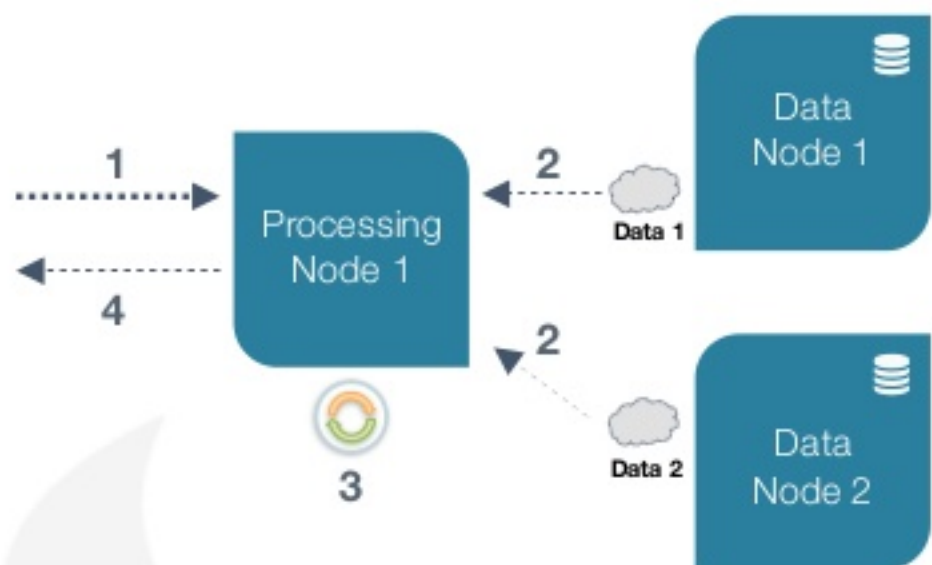 1
4
Processing
Node 1
3
2
Data 1
Data
Node 1
2
Data 2
Data
Node 2